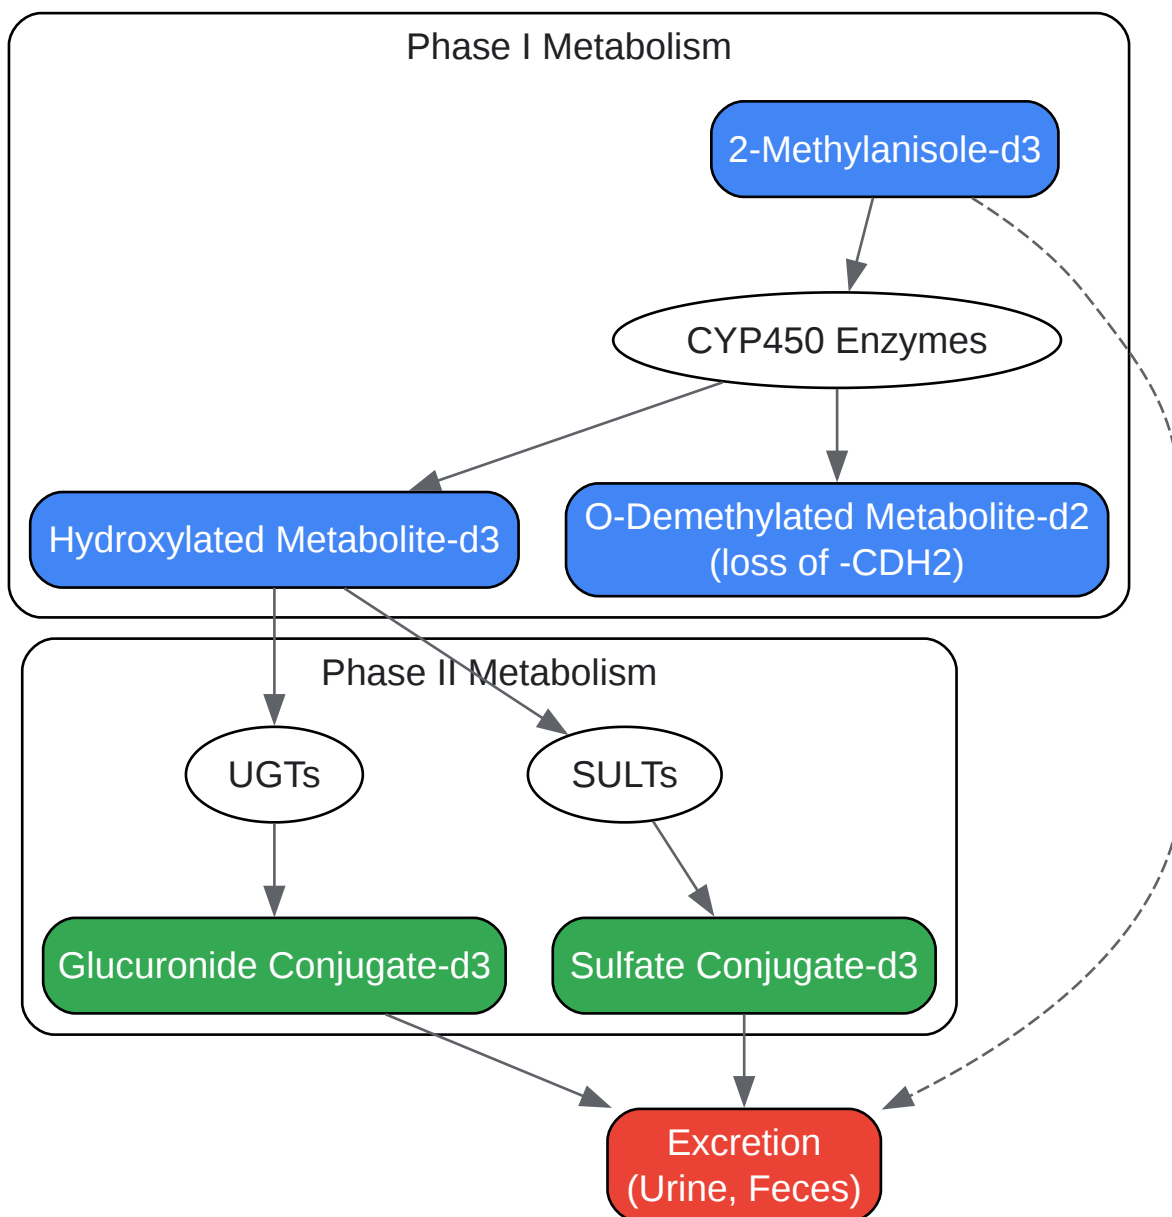 Phase I Metabolism
2-Methylanisole-d3
CYP450 Enzymes
Hydroxylated Metabolite-d3
O-Demethylated Metabolite-d2
(loss of -CDH2)
Phase II Metabolism
UGTs
SULTs
Glucuronide Conjugate-d3
Sulfate Conjugate-d3
Excretion
(Urine, Feces)